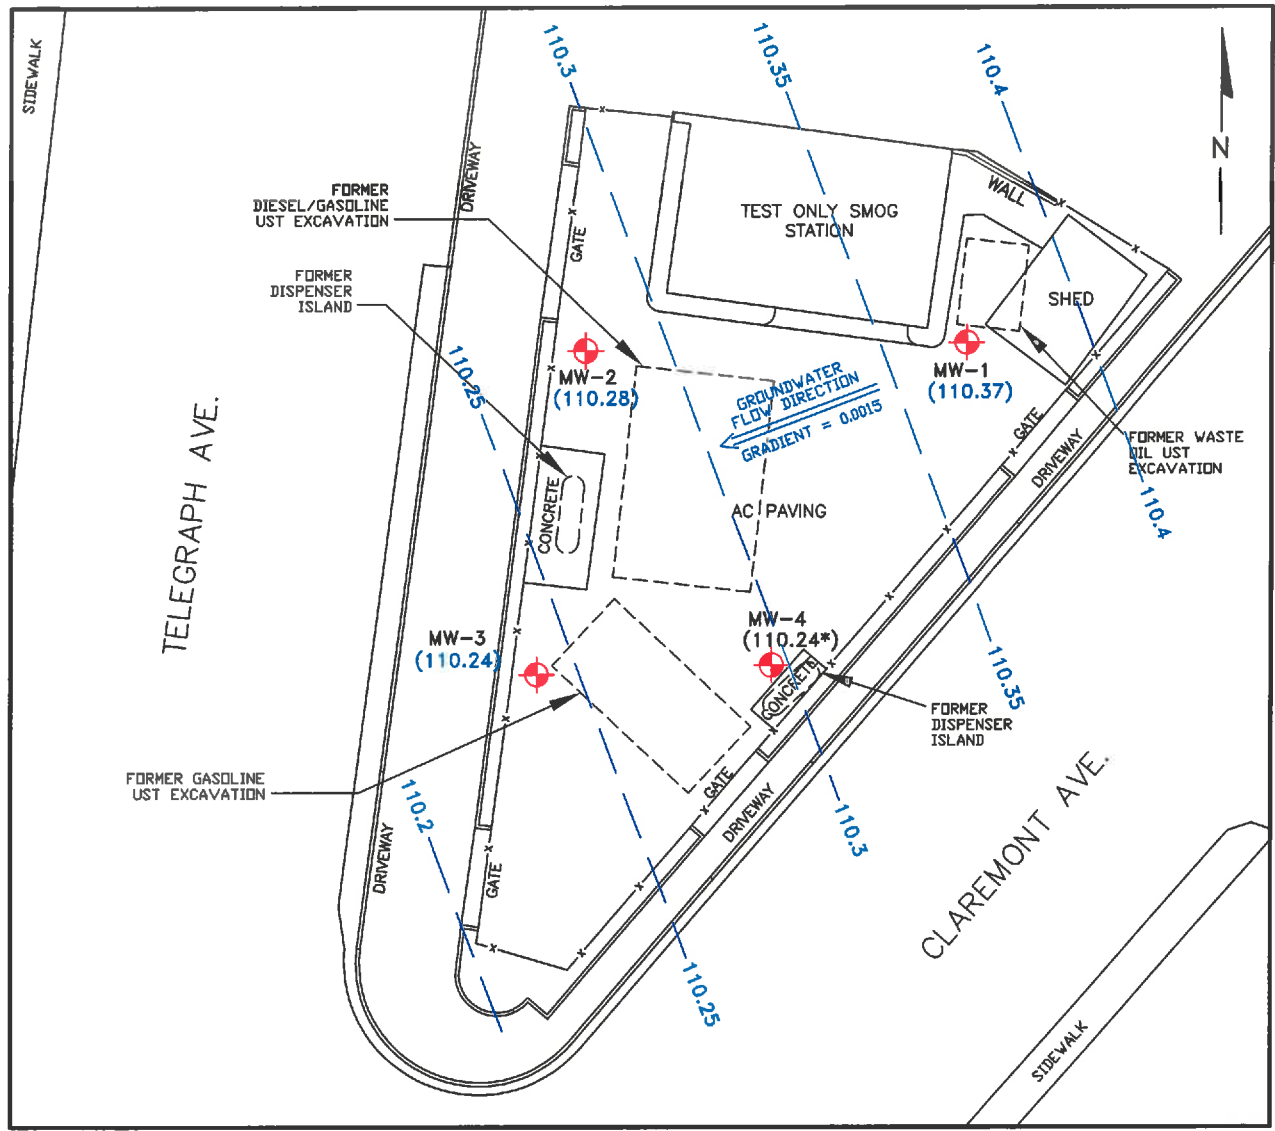 SIDEWALK
110.3
110.35
110.4
N
DRIVEWAY
WALL
FORMER
DIESEL/GASOLINE
UST EXCAVATION
TEST ONLY SMOG
STATION
GATE
FORMER
DISPENSER
ISLAND
SHED
110.25
MW-2
(110.28)
MW-1
(110.37)
GROUNDWATER
FLOW DIRECTION
GRADIENT = 0.0015
GATE
DRIVEWAY
FORMER WASTE
OIL UST
EXCAVATION
110.4
TELEGRAPH AVE.
CONCRETE
AC PAVING
MW-3
(110.24)
MW-4
(110.24*)
CONCRETE
110.35
FORMER
DISPENSER
ISLAND
FORMER GASOLINE
UST EXCAVATION
110.2
GATE
DRIVEWAY
110.3
CLAREMONT AVE.
DRIVEWAY
GATE
110.25
SIDEWALK